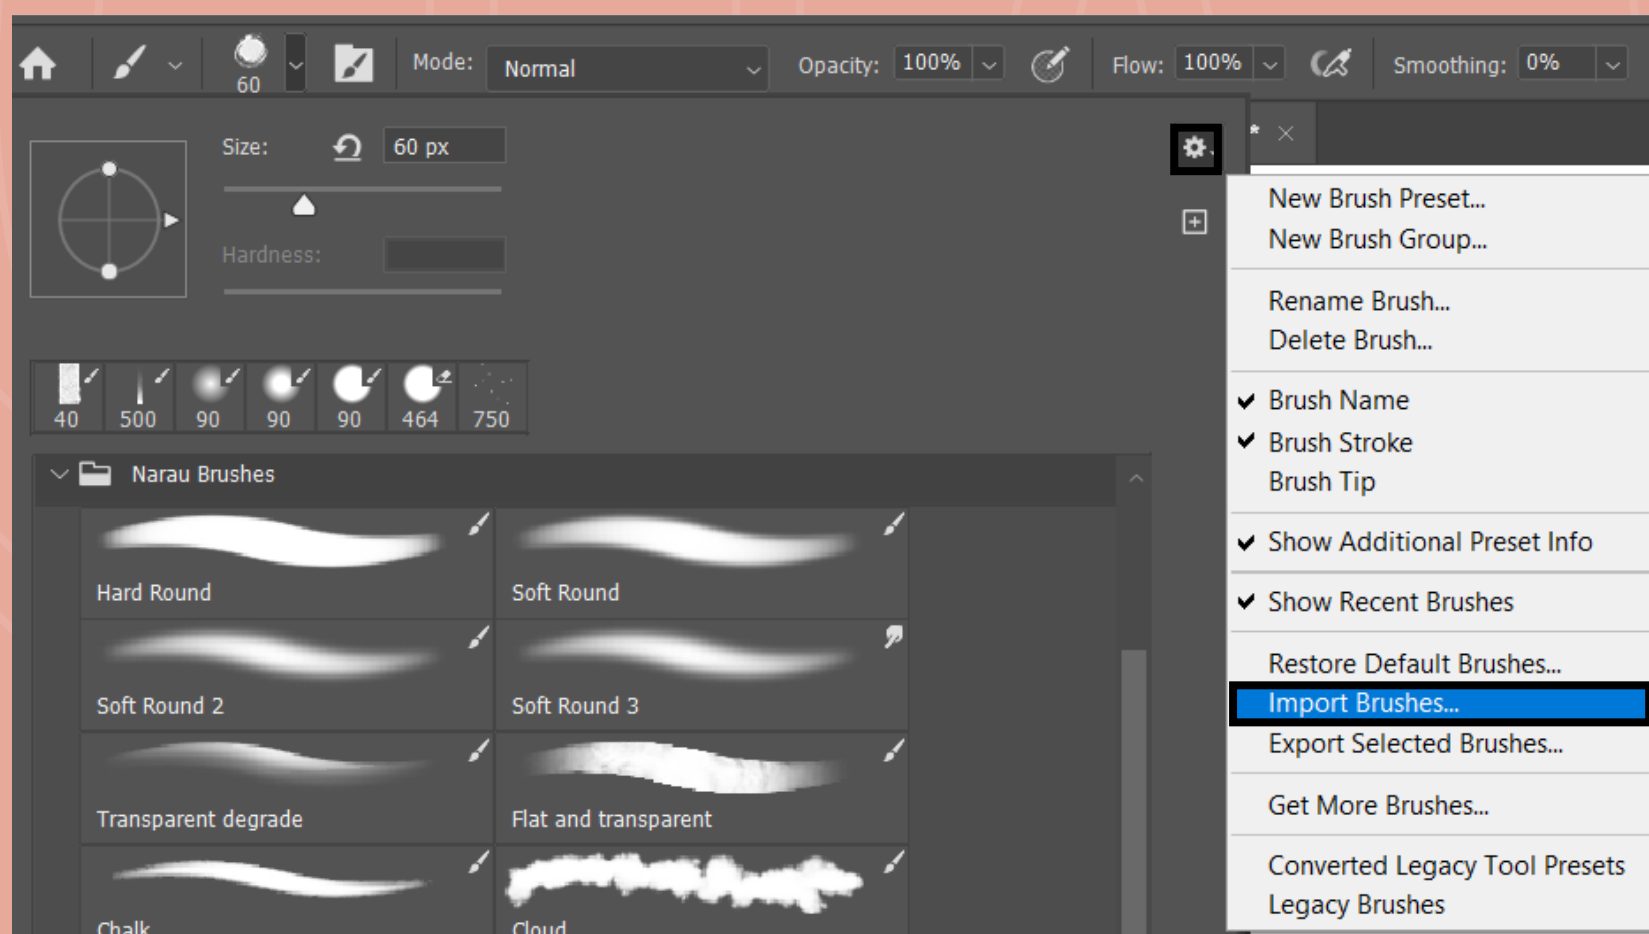 Mode: Normal Opacity: 100% Flow: 100% Smoothing: 0%
60
*
Size: 60 px
Hardness:
40 500 90 90 90 464 750
Narau Brushes
Hard Round Soft Round
Soft Round 2 Soft Round 3
Transparent degrade Flat and transparent
Chalk Cloud
New Brush Preset...
New Brush Group...
Rename Brush...
Delete Brush...
Brush Name
Brush Stroke
Brush Tip
Show Additional Preset Info
Show Recent Brushes
Restore Default Brushes...
Import Brushes...
Export Selected Brushes...
Get More Brushes...
Converted Legacy Tool Presets
Legacy Brushes